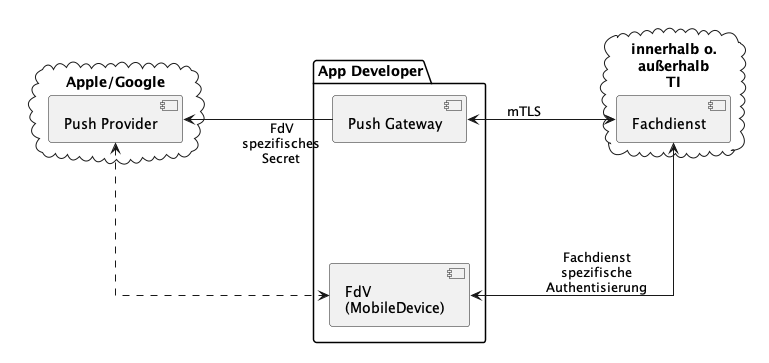 Apple/Google
Push Provider
FdV
spezifisches
Secret
App Developer
Push Gateway
mTLS
innerhalb o.
außerhalb
TI
Fachdienst
FdV
(MobileDevice)
Fachdienst
spezifische
Authentisierung